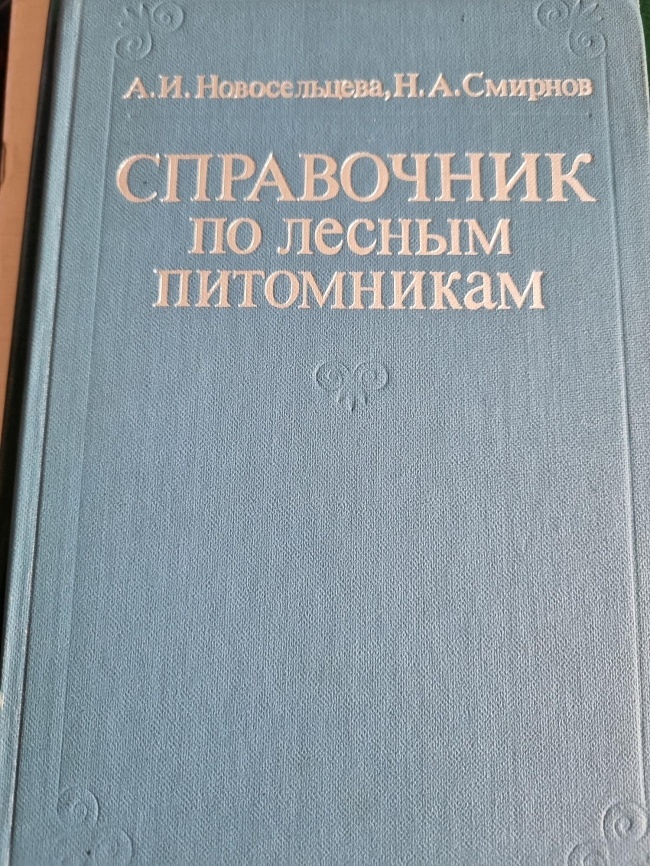 А. И. Новосельцева, Н. А. Смирнов
СПРАВОЧНИК
по лесным
питомникам